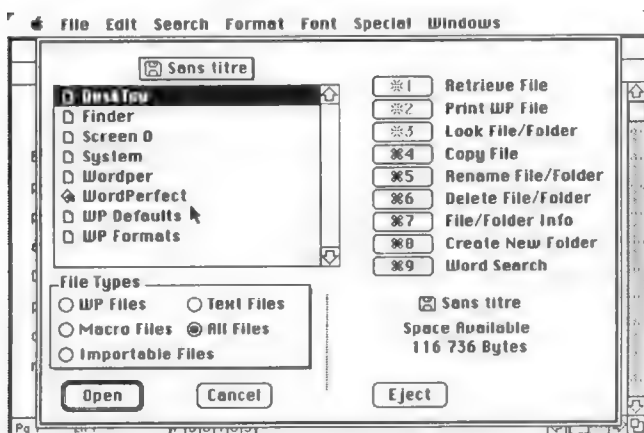 File Edit Search Format Font Special Windows
Sans titre
DeskTop
Finder
Screen 0
System
Wordper
WordPerfect
WP Defaults
WP Formats
⌘1 Retrieve File
⌘2 Print WP File
⌘3 Look File/Folder
⌘4 Copy File
⌘5 Rename File/Folder
⌘6 Delete File/Folder
⌘7 File/Folder Info
⌘8 Create New Folder
⌘9 Word Search
File Types
WP Files Text Files
Macro Files All Files
Importable Files
Sans titre
Space Available
116 736 Bytes
Open Cancel Eject